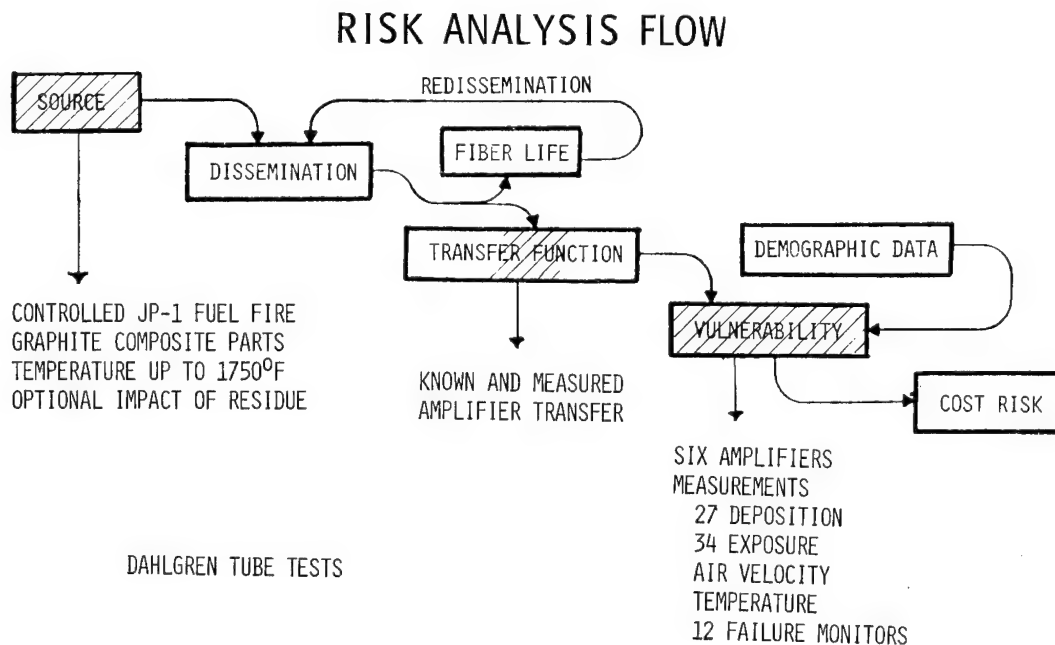 RISK ANALYSIS FLOW
SOURCE
REDISSEMINATION
FIBER LIFE
DISSEMINATION
TRANSFER FUNCTION
DEMOGRAPHIC DATA
VULNERABILITY
COST RISK
CONTROLLED JP-1 FUEL FIRE
GRAPHITE COMPOSITE PARTS
TEMPERATURE UP TO 1750ºF
OPTIONAL IMPACT OF RESIDUE
KNOWN AND MEASURED
AMPLIFIER TRANSFER
SIX AMPLIFIERS
MEASUREMENTS
27 DEPOSITION
34 EXPOSURE
AIR VELOCITY
TEMPERATURE
12 FAILURE MONITORS
DAHLGREN TUBE TESTS